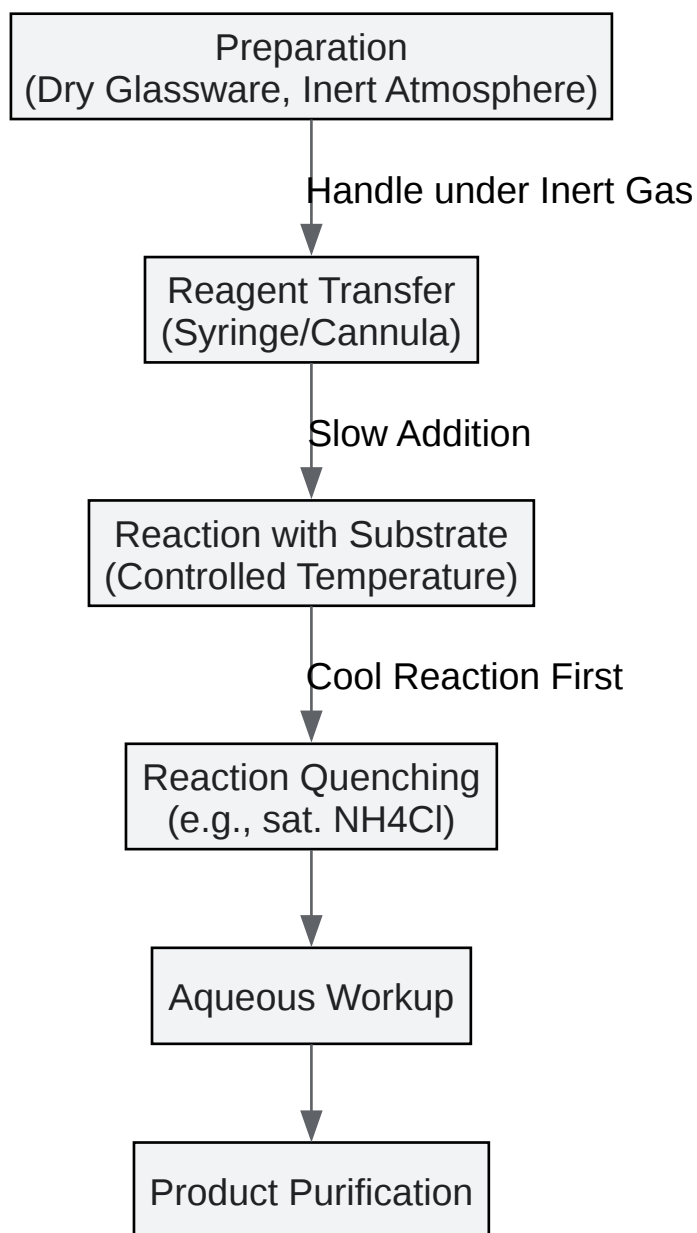 Preparation
(Dry Glassware, Inert Atmosphere)
Handle under Inert Gas
Reagent Transfer
(Syringe/Cannula)
Slow Addition
Reaction with Substrate
(Controlled Temperature)
Cool Reaction First
Reaction Quenching
(e.g., sat. NH4Cl)
Aqueous Workup
Product Purification